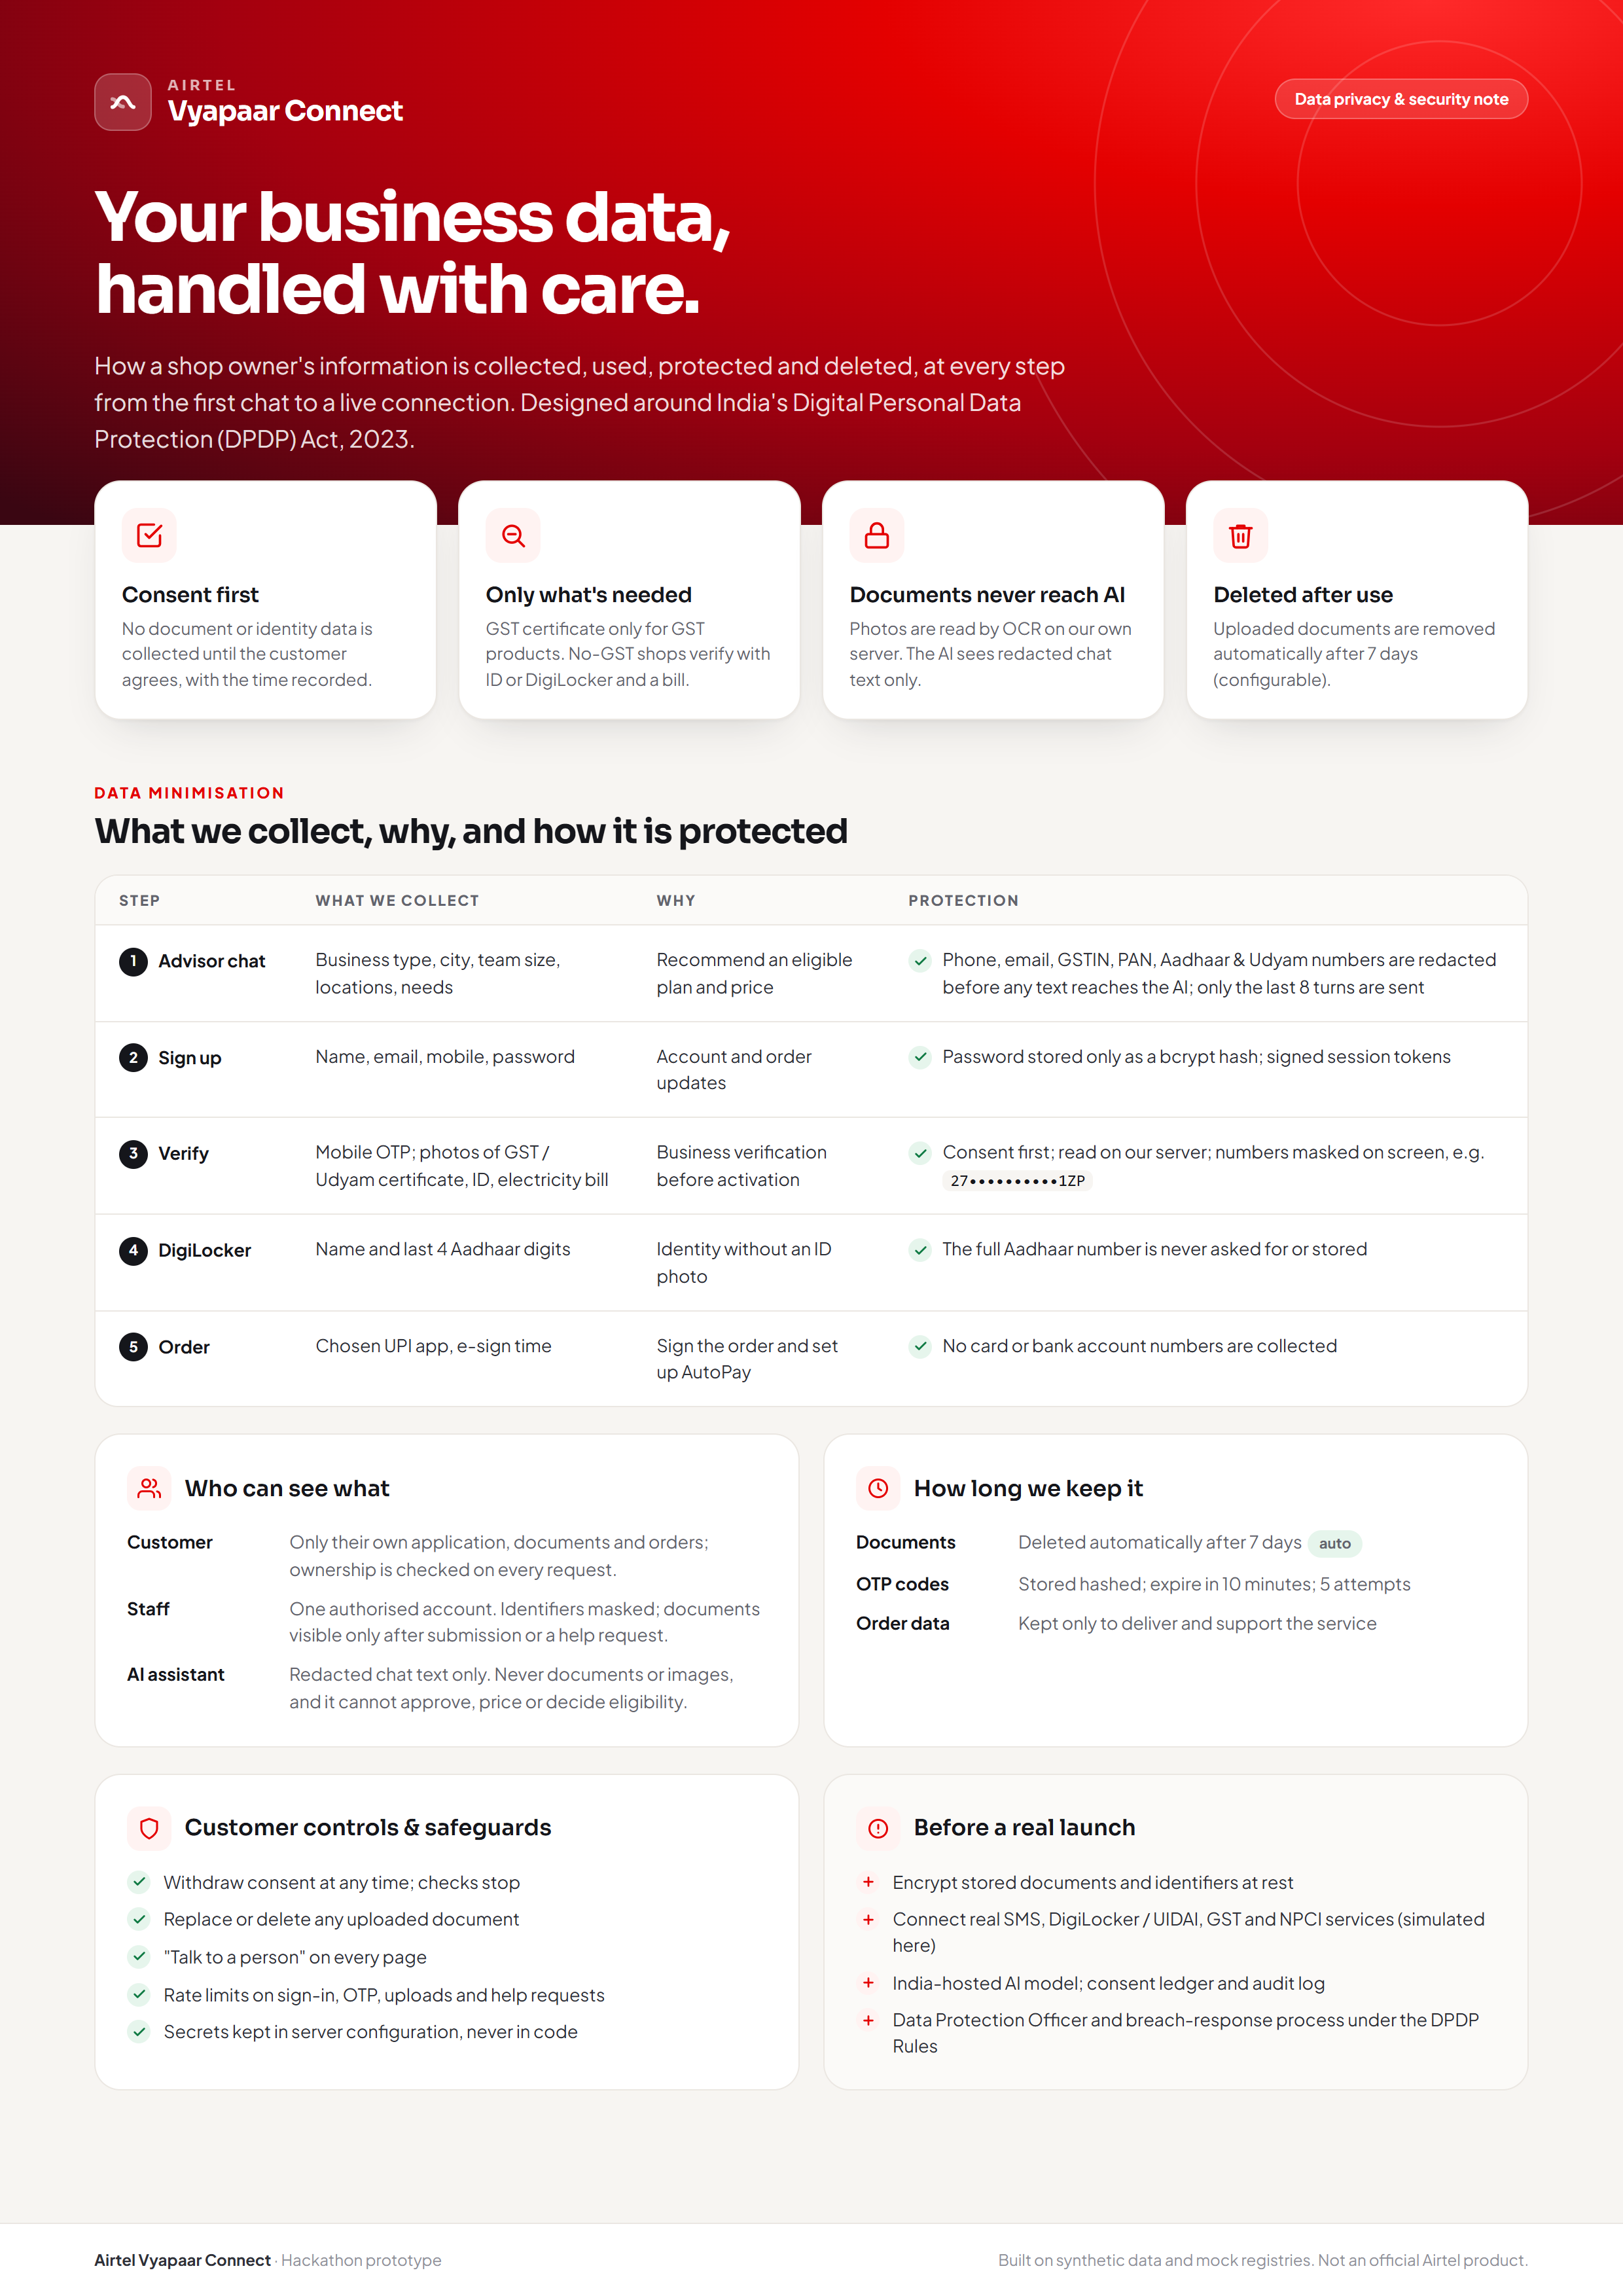 AIRTEL
Vyapaar Connect
Data privacy & security note
Your business data,
handled with care.
How a shop owner's information is collected, used, protected and deleted, at every step
from the first chat to a live connection. Designed around India's Digital Personal Data
Protection (DPDP) Act, 2023.
Consent first
No document or identity data is
collected until the customer
agrees, with the time recorded.
Only what's needed
GST certificate only for GST
products. No-GST shops verify with
ID or DigiLocker and a bill.
Documents never reach AI
Photos are read by OCR on our own
server. The AI sees redacted chat
text only.
Deleted after use
Uploaded documents are removed
automatically after 7 days
(configurable).
DATA MINIMISATION
What we collect, why, and how it is protected
STEP WHAT WE COLLECT WHY PROTECTION
1 Advisor chat
Business type, city, team size,
locations, needs
Recommend an eligible
plan and price
Phone, email, GSTIN, PAN, Aadhaar & Udyam numbers are redacted
before any text reaches the AI; only the last 8 turns are sent
2 Sign up
Name, email, mobile, password
Account and order
updates
Password stored only as a bcrypt hash; signed session tokens
3 Verify
Mobile OTP; photos of GST /
Udyam certificate, ID, electricity bill
Business verification
before activation
Consent first; read on our server; numbers masked on screen, e.g.
27••••••••••1ZP
4 DigiLocker
Name and last 4 Aadhaar digits
Identity without an ID
photo
The full Aadhaar number is never asked for or stored
5 Order
Chosen UPI app, e-sign time
Sign the order and set
up AutoPay
No card or bank account numbers are collected
Who can see what
Customer
Only their own application, documents and orders;
ownership is checked on every request.
Staff
One authorised account. Identifiers masked; documents
visible only after submission or a help request.
AI assistant
Redacted chat text only. Never documents or images,
and it cannot approve, price or decide eligibility.
How long we keep it
Documents Deleted automatically after 7 days auto
OTP codes Stored hashed; expire in 10 minutes; 5 attempts
Order data Kept only to deliver and support the service
Customer controls & safeguards
Withdraw consent at any time; checks stop
Replace or delete any uploaded document
"Talk to a person" on every page
Rate limits on sign-in, OTP, uploads and help requests
Secrets kept in server configuration, never in code
Before a real launch
Encrypt stored documents and identifiers at rest
Connect real SMS, DigiLocker / UIDAI, GST and NPCI services (simulated
here)
India-hosted AI model; consent ledger and audit log
Data Protection Officer and breach-response process under the DPDP
Rules
Airtel Vyapaar Connect · Hackathon prototype
Built on synthetic data and mock registries. Not an official Airtel product.